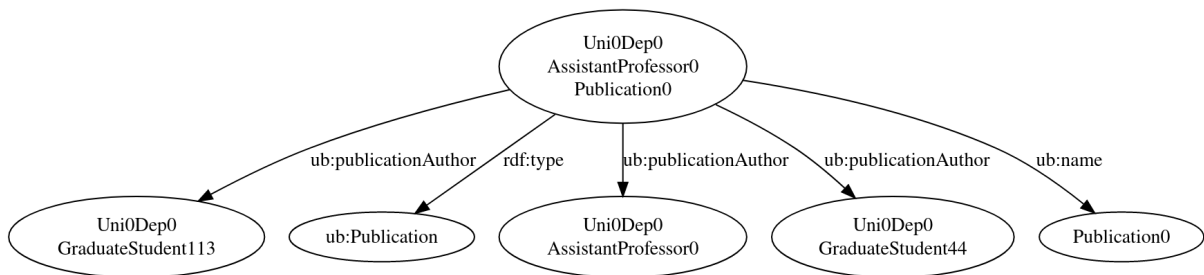 Uni0Dep0
AssistantProfessor0
Publication0
ub:publicationAuthor
rdf:type
ub:publicationAuthor
ub:publicationAuthor
ub:name
Uni0Dep0
GraduateStudent113
ub:Publication
Uni0Dep0
AssistantProfessor0
Uni0Dep0
GraduateStudent44
Publication0